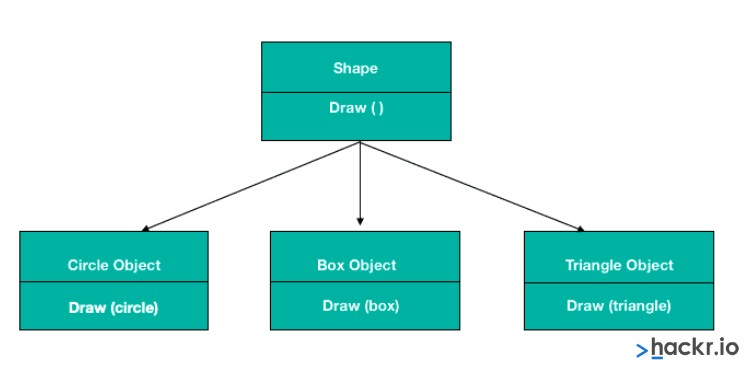 Shape
Draw ( )
Circle Object
Draw (circle)
Box Object
Draw (box)
Triangle Object
Draw (triangle)
>hackr.io